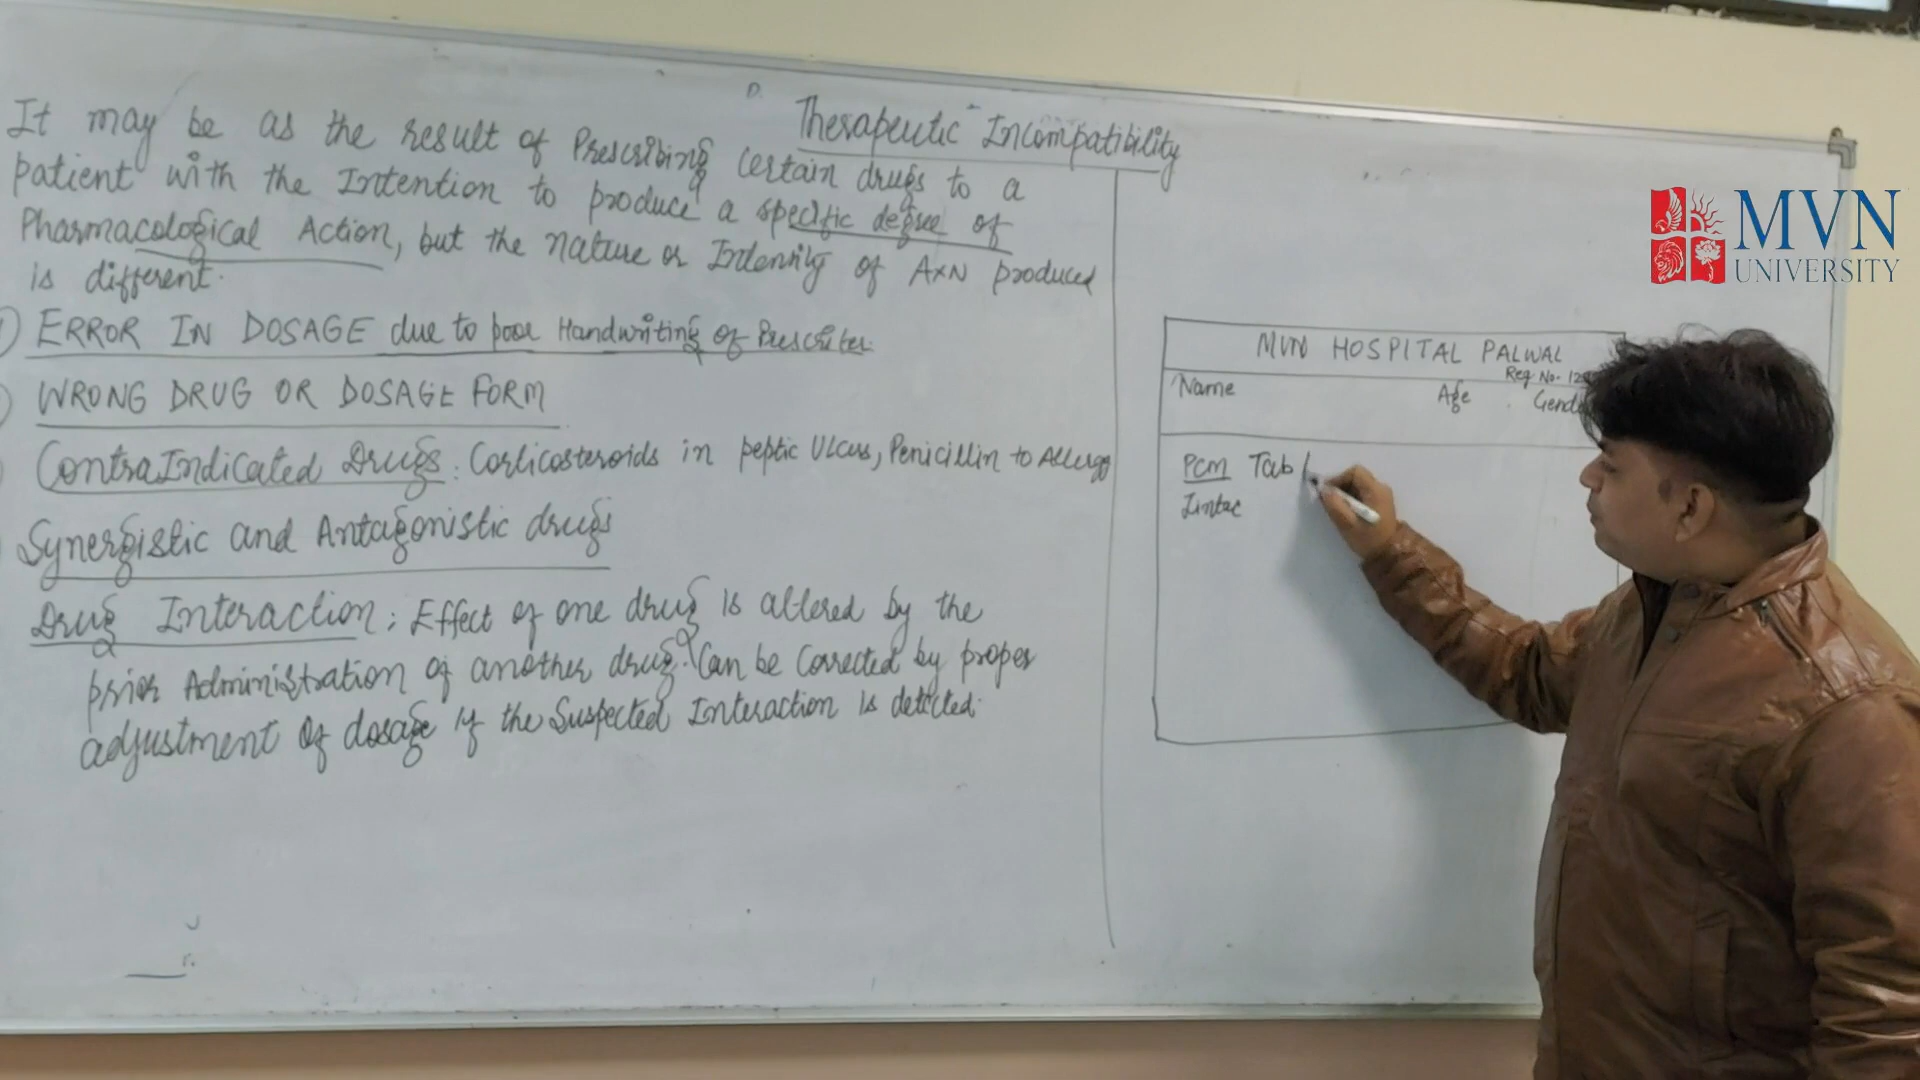 D. Therapeutic Incompatibility
It may be as the result of Prescribing certain drugs to a
patient with the Intention to produce a specific degree of
Pharmacological Action, but the nature or Intensity of AxN produced
is different.
ERROR IN DOSAGE due to poor Handwriting of Prescriber.
WRONG DRUG OR DOSAGE FORM
ContraIndicated Drugs: Corticosteroids in peptic Ulcers, Penicillin to Allergy
Synergistic and Antagonistic drugs
Drug Interaction: Effect of one drug is altered by the
prior Administration of another drug. Can be Corrected by proper
adjustment of dosage if the Suspected Interaction is detected.
MVN HOSPITAL PALWAL
Reg No. 12
Name Age Gend
PCM Tab
Zintac
MVN
UNIVERSITY